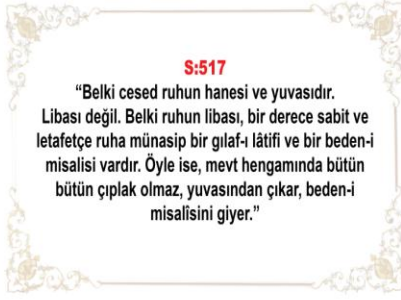 S:517
“Belki cesed ruhun hanesi ve yuvasıdır.
Libası değil. Belki ruhun libası, bir derece sabit ve
letafetçe ruha münasip bir gılaf-ı lâtifi ve bir beden-i
misalisi vardır. Öyle ise, mevt hengamında bütün
bütün çıplak olmaz, yuvasından çıkar, beden-i
misalîsini giyer.”